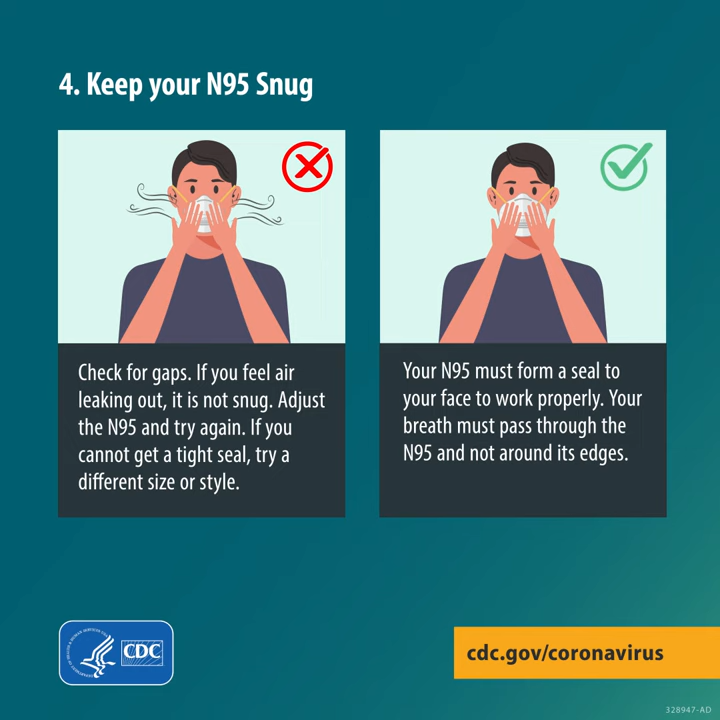 4. Keep your N95 Snug
Check for gaps. If you feel air
leaking out, it is not snug. Adjust
the N95 and try again. If you
cannot get a tight seal, try a
different size or style.
Your N95 must form a seal to
your face to work properly. Your
breath must pass through the
N95 and not around its edges.
CDC
cdc.gov/coronavirus
328947-AD